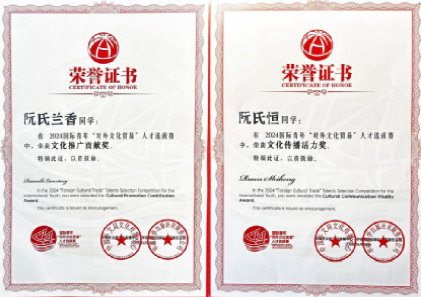 荣誉证书
CERTIFICATE OF HONOR
阮氏兰香同学：
在 2024国际青年“对外文化贸易”人才选拔赛
中，荣获文化推广贡献奖。
特颁此证，以资鼓励。
In the 2024 "Foreign Cultural Trade" Talents Selection Competition for the
International Youth, you were awarded the Cultural Promotion Contribution
Award.
This certificate is issued as encouragement.
荣誉证书
CERTIFICATE OF HONOR
阮氏恒同学：
在 2024国际青年“对外文化贸易”人才选拔赛
中，荣获文化传播活力奖。
特颁此证，以资鼓励。
Ruan Shiheng
In the 2024 "Foreign Cultural Trade" Talents Selection Competition for the
International Youth, you were awarded the Cultural Communication Vitality
Award.
This certificate is issued as encouragement.